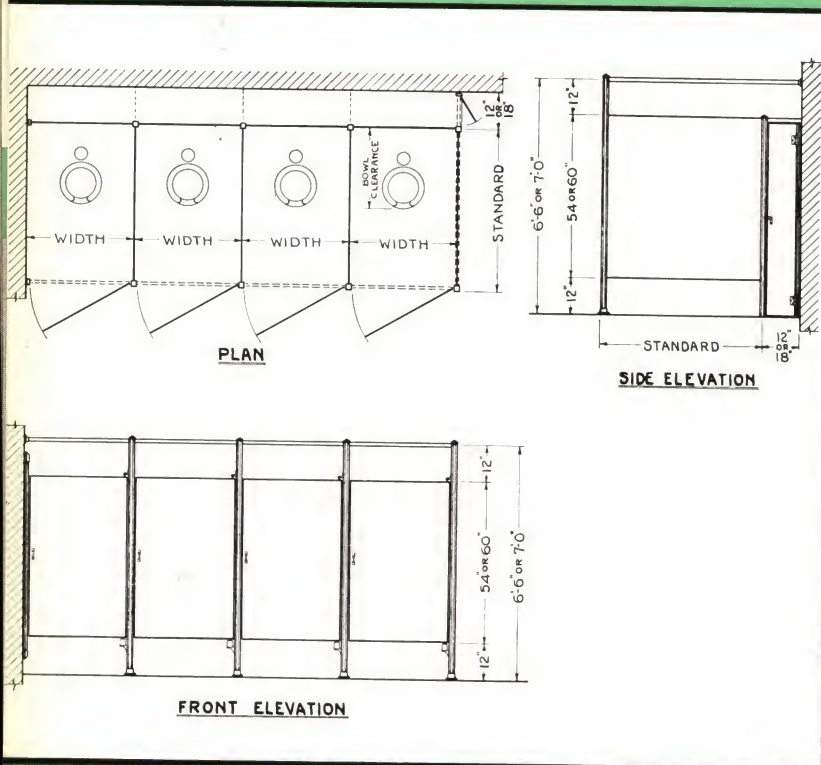 12"
OR
18"
BOWL
CLEARANCE
STANDARD
WIDTH
WIDTH
WIDTH
WIDTH
PLAN
12"
6'-6" OR 7'-0"
54 OR 60"
12"
STANDARD
12"
OR
18"
SIDE ELEVATION
12"
54 OR 60"
6'-6" OR 7'-0"
12"
FRONT ELEVATION